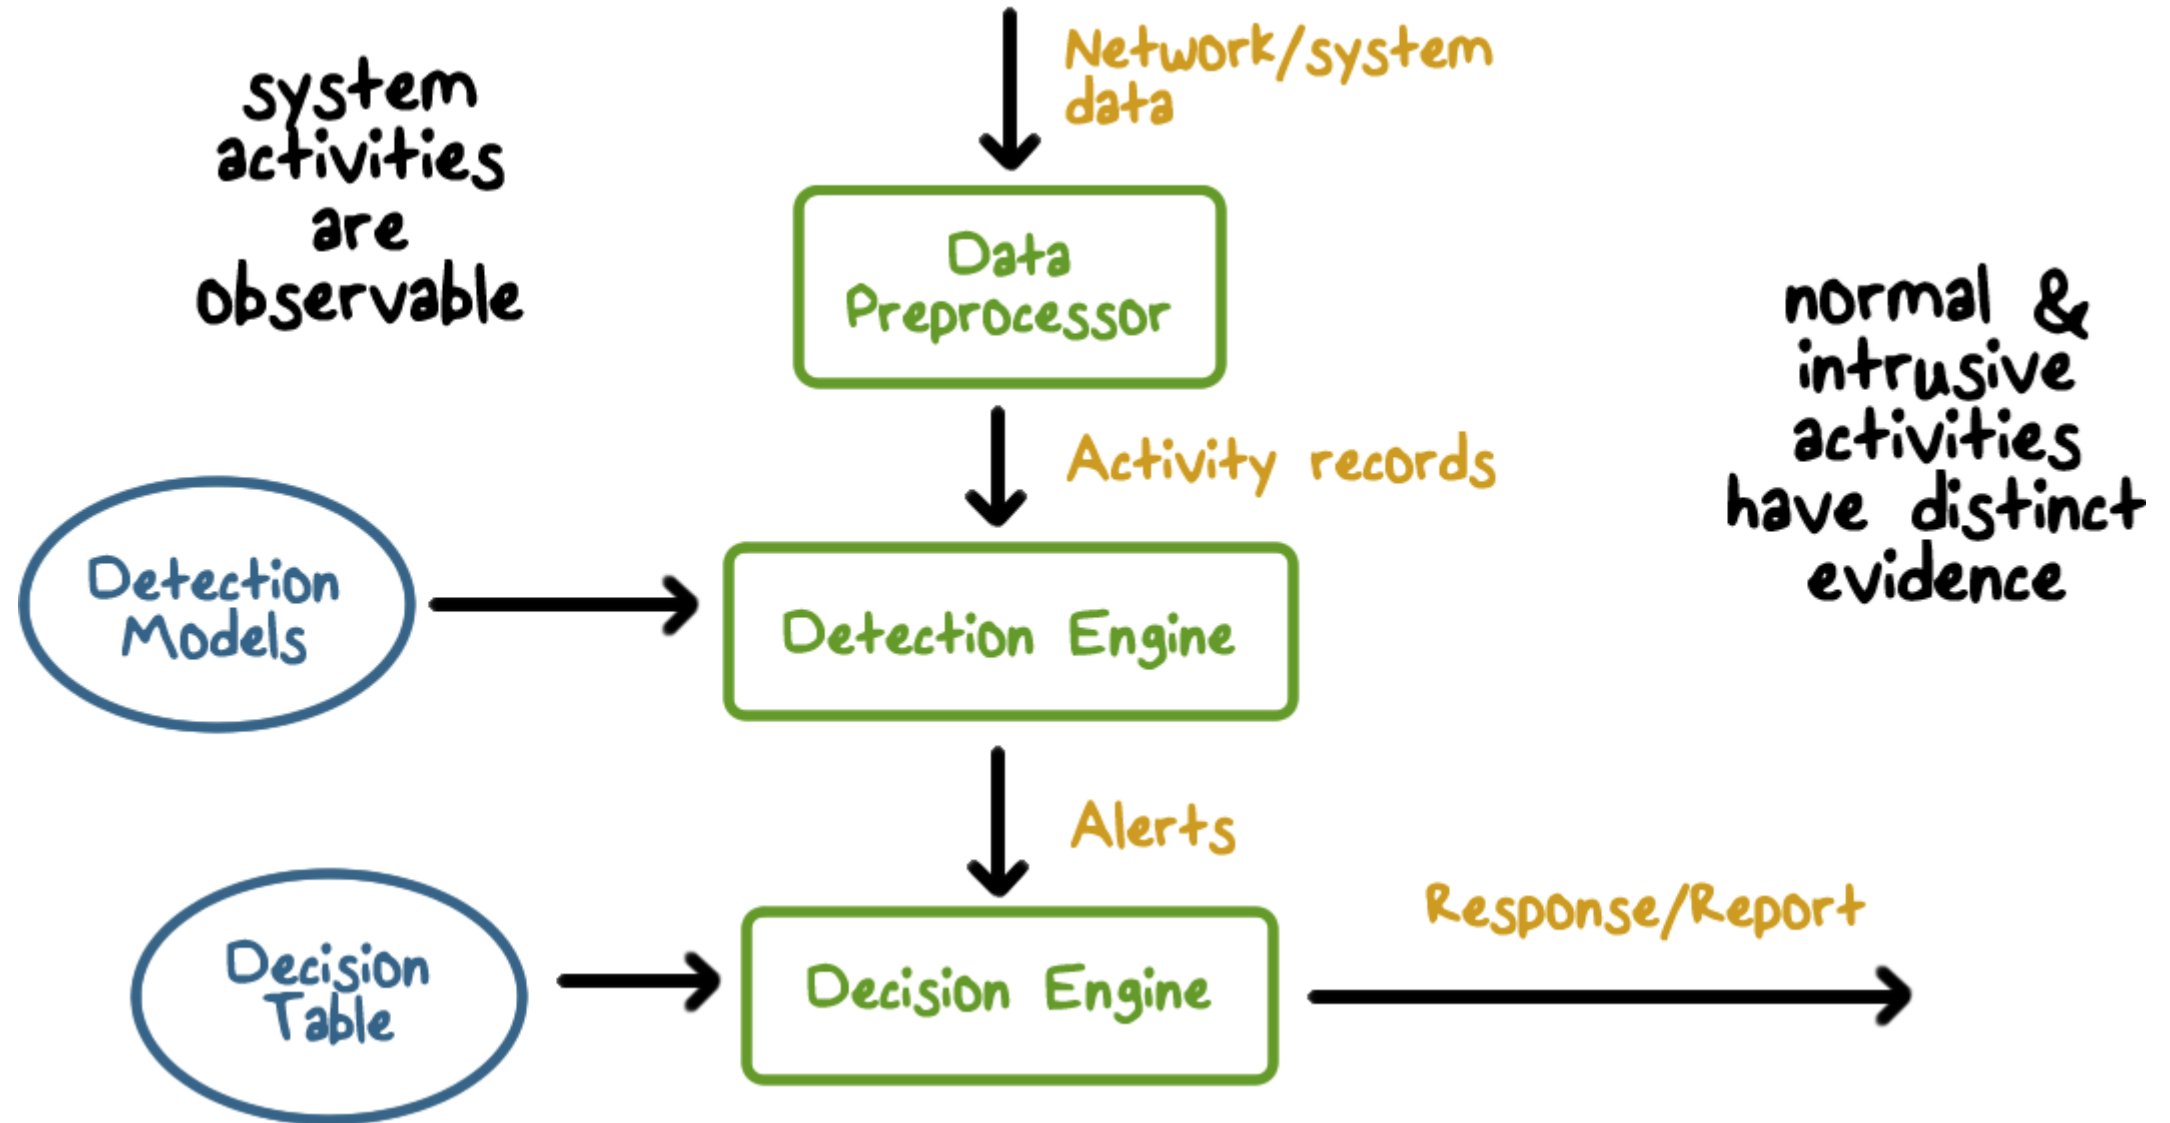 Network/system
data
system
activities
are
observable
Data
Preprocessor
normal &
intrusive
activities
have distinct
evidence
Activity records
Detection
Models
Detection Engine
Alerts
Response/Report
Decision
Table
Decision Engine